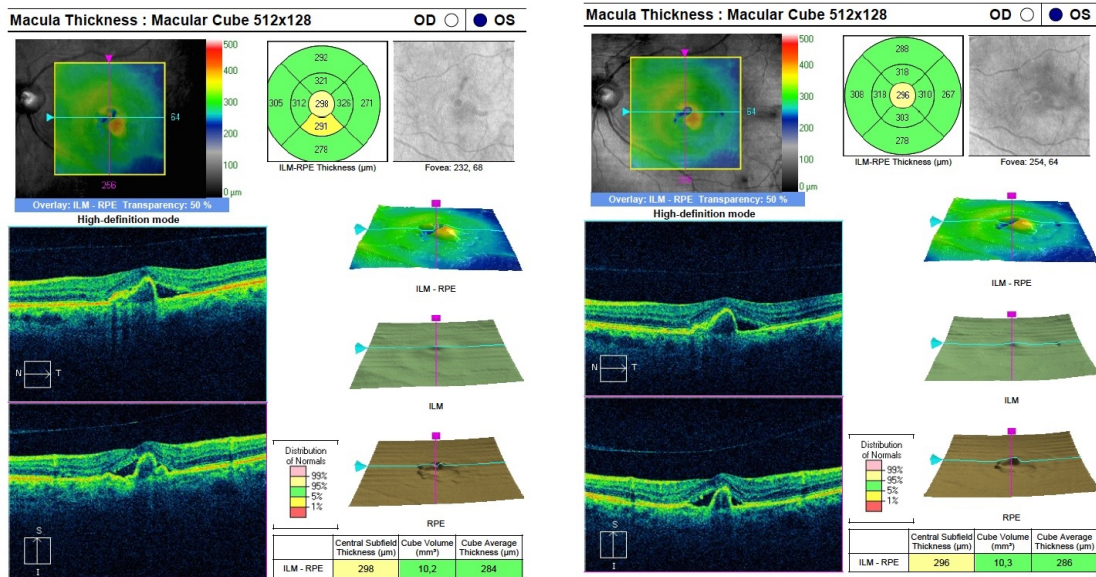 Macula Thickness : Macular Cube 512x128 OD OS
500
400
300
200
100
0 µm
64
256
Overlay: ILM - RPE Transparency: 50 %
High-definition mode
292
321
305 312 298 326 271
291
278
ILM-RPE Thickness (µm)
Fovea: 232, 68
ILM - RPE
N T
ILM
S
I
Distribution
of Normals
99%
95%
5%
1%
RPE
Central Subfield Thickness (µm) Cube Volume (mm³) Cube Average Thickness (µm)
ILM - RPE 298 10,2 284
Macula Thickness : Macular Cube 512x128 OD OS
500
400
300
200
100
0 µm
64
Overlay: ILM - RPE Transparency: 50 %
High-definition mode
288
318
308 318 296 310 267
303
278
ILM-RPE Thickness (µm)
Fovea: 254, 64
ILM - RPE
N T
ILM
S
I
Distribution
of Normals
99%
95%
5%
1%
RPE
Central Subfield Thickness (µm) Cube Volume (mm³) Cube Average Thickness (µm)
ILM - RPE 296 10,3 286